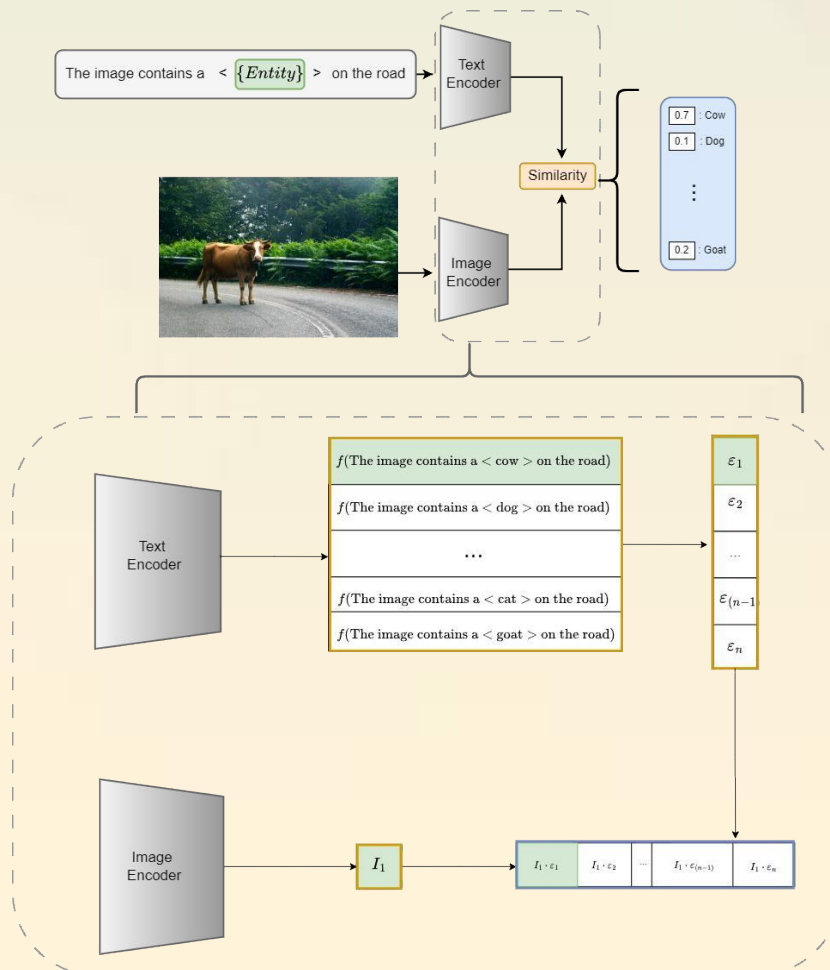 The image contains a < {Entity} > on the road
Text
Encoder
Similarity
Image
Encoder
0.7 : Cow
0.1 : Dog
⋮
0.2 : Goat
Text
Encoder
f(The image contains a < cow > on the road)
f(The image contains a < dog > on the road)
...
f(The image contains a < cat > on the road)
f(The image contains a < goat > on the road)
ε₁
ε₂
...
ε₍ₙ₋₁₎
εₙ
Image
Encoder
I₁
I₁ · ε₁
I₁ · ε₂
...
I₁ · ε₍ₙ₋₁₎
I₁ · εₙ